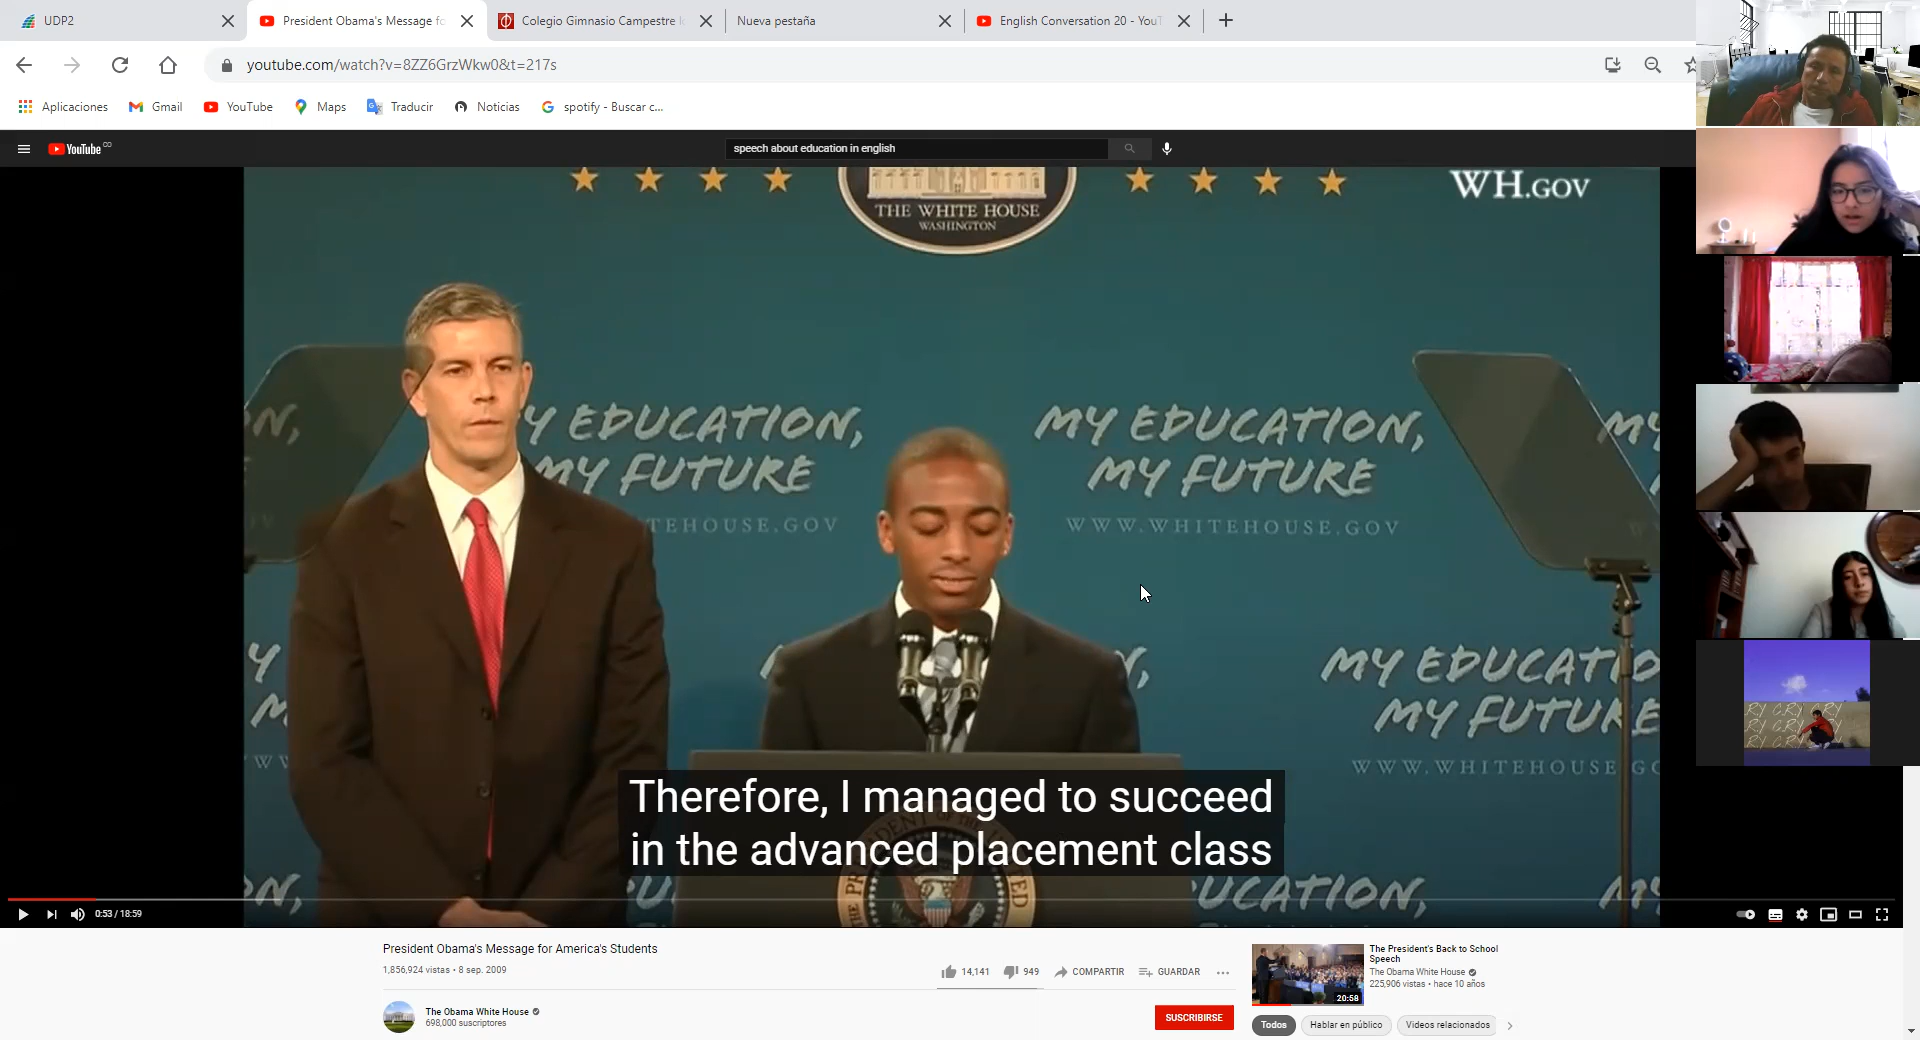 UDP2
President Obama's Message fo
Colegio Gimnasio Campestre
Nueva pestaña
English Conversation 20 - YouT
youtube.com/watch?v=8ZZ6GrzWkw0&t=217s
Aplicaciones
Gmail
YouTube
Maps
Traducir
Noticias
spotify - Buscar c...
YouTube CO
speech about education in english
WH.GOV
THE WHITE HOUSE
WASHINGTON
MY EDUCATION,
MY FUTURE
WWW.WHITEHOUSE.GOV
MY EDUCATION,
MY FUTURE
WWW.WHITEHOUSE.GOV
MY EDUCATIO
MY FUTURE
WWW.WHITEHOUSE.GO
Therefore, I managed to succeed
in the advanced placement class
UCATION,
0:53 / 18:59
President Obama's Message for America's Students
1,856,924 vistas • 8 sep. 2009
14,141
949
COMPARTIR
GUARDAR
The Obama White House
698,000 suscriptores
SUSCRIBIRSE
20:58
The President's Back to School
Speech
The Obama White House
225,906 vistas • hace 10 años
Todos
Hablar en público
Videos relacionados